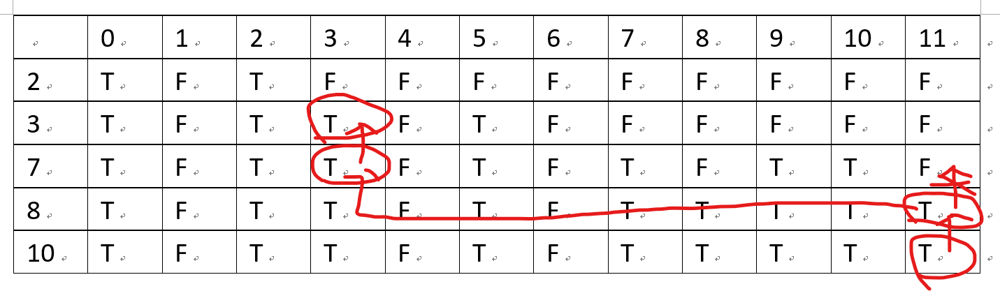 0 1 2 3 4 5 6 7 8 9 10 11
2 T F T F F F F F F F F F
3 T F T T F T F F F F F F
7 T F T T F T F T F T T F
8 T F T T F T F T T T T T
10 T F T T F T F T T T T T